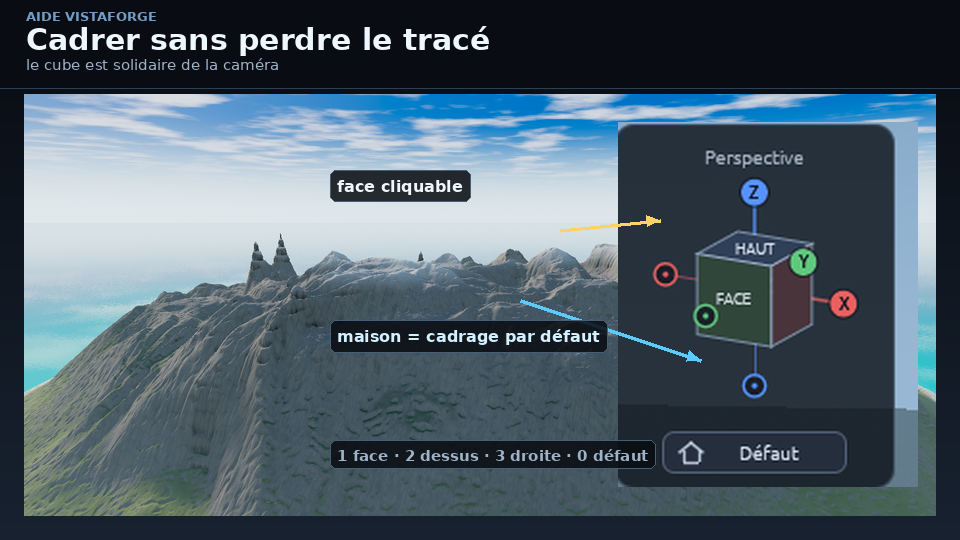 AIDE VISTAFORGE
Cadrer sans perdre le tracé
le cube est solidaire de la caméra
Perspective
face cliquable
Z
HAUT
Y
FACE
X
maison = cadrage par défaut
1 face · 2 dessus · 3 droite · 0 défaut
Défaut